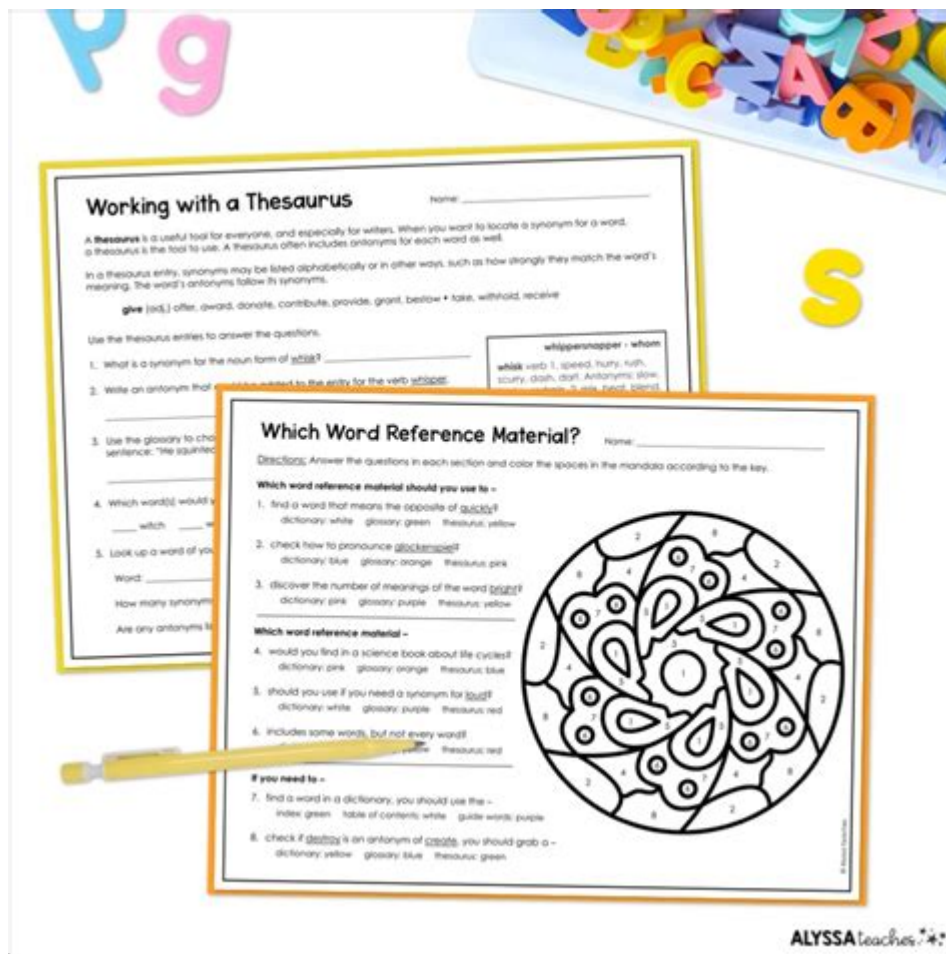 Working with a Thesaurus
Name:
A thesaurus is a useful tool for everyone, and especially for writers. When you want to locate a synonym for a word,
a thesaurus is the tool to use. A thesaurus often includes antonyms for each word as well.
In a thesaurus entry, synonyms may be listed alphabetically or in other ways, such as how strongly they match the word's
meaning. The word's antonyms follow its synonyms.
give (adj.) offer, award, donate, contribute, provide, grant, bestow • take, withhold, receive
Use the thesaurus entries to answer the questions.
1. What is a synonym for the noun form of whisk?
2. Write an antonym that to the entry for the verb whisper.
3. Use the glossary to
sentence: "He squinted
4. Which word(s) would
witch
5. Look up a word of
Word:
How many synonyms
Are any antonyms
whippersnapper - whom
whisk verb 1. speed, hurry, rush,
scurry, dash, dart. Antonyms: slow,
2. mix, beat, blend
Which Word Reference Material?
Name:
Directions: Answer the questions in each section and color the spaces in the mandala according to the key.
Which word reference material should you use to –
1. find a word that means the opposite of quickly?
dictionary: white glossary: green thesaurus: yellow
2. check how to pronounce glockenspiel?
dictionary: blue glossary: orange thesaurus: pink
3. discover the number of meanings of the word bright?
dictionary: pink glossary: purple thesaurus: yellow
Which word reference material –
4. would you find in a science book about life cycles?
dictionary: pink glossary: orange thesaurus: blue
5. should you use if you need a synonym for loud?
dictionary: white glossary: purple thesaurus: red
6. includes some words, but not every word?
thesaurus: red
If you need to –
7. find a word in a dictionary, you should use the –
index: green table of contents: white guide words: purple
8. check if destroy is an antonym of create, you should grab a –
dictionary: yellow glossary: blue thesaurus: green
ALYSSA teaches